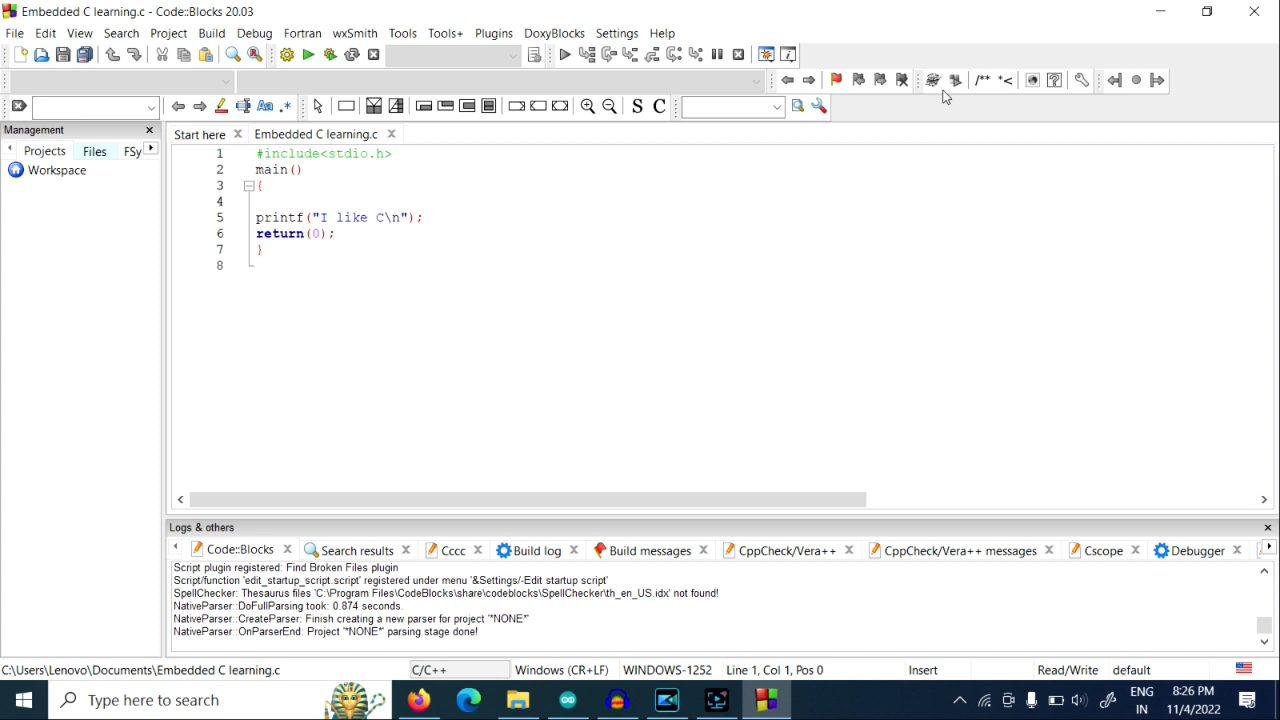 Embedded C learning.c - Code::Blocks 20.03
File Edit View Search Project Build Debug Fortran wxSmith Tools Tools+ Plugins DoxyBlocks Settings Help
/** *<
Aa .* S C
Management
Start here Embedded C learning.c
Projects Files FSy
Workspace
1 #include<stdio.h>
2 main()
3 {
4
5 printf("I like C\n");
6 return(0);
7 }
8
Logs & others
Code::Blocks Search results Cccc Build log Build messages CppCheck/Vera++ CppCheck/Vera++ messages Cscope Debugger
Script plugin registered: Find Broken Files plugin
Script/function 'edit_startup_script.script' registered under menu '&Settings/-Edit startup script'
SpellChecker: Thesaurus files 'C:\Program Files\CodeBlocks\share\codeblocks\SpellChecker\th_en_US.idx' not found!
NativeParser::DoFullParsing took: 0.874 seconds.
NativeParser::CreateParser: Finish creating a new parser for project '*NONE*'
NativeParser::OnParserEnd: Project '*NONE*' parsing stage done!
C:\Users\Lenovo\Documents\Embedded C learning.c C/C++ Windows (CR+LF) WINDOWS-1252 Line 1, Col 1, Pos 0 Insert Read/Write default
Type here to search
ENG
IN
8:26 PM
11/4/2022